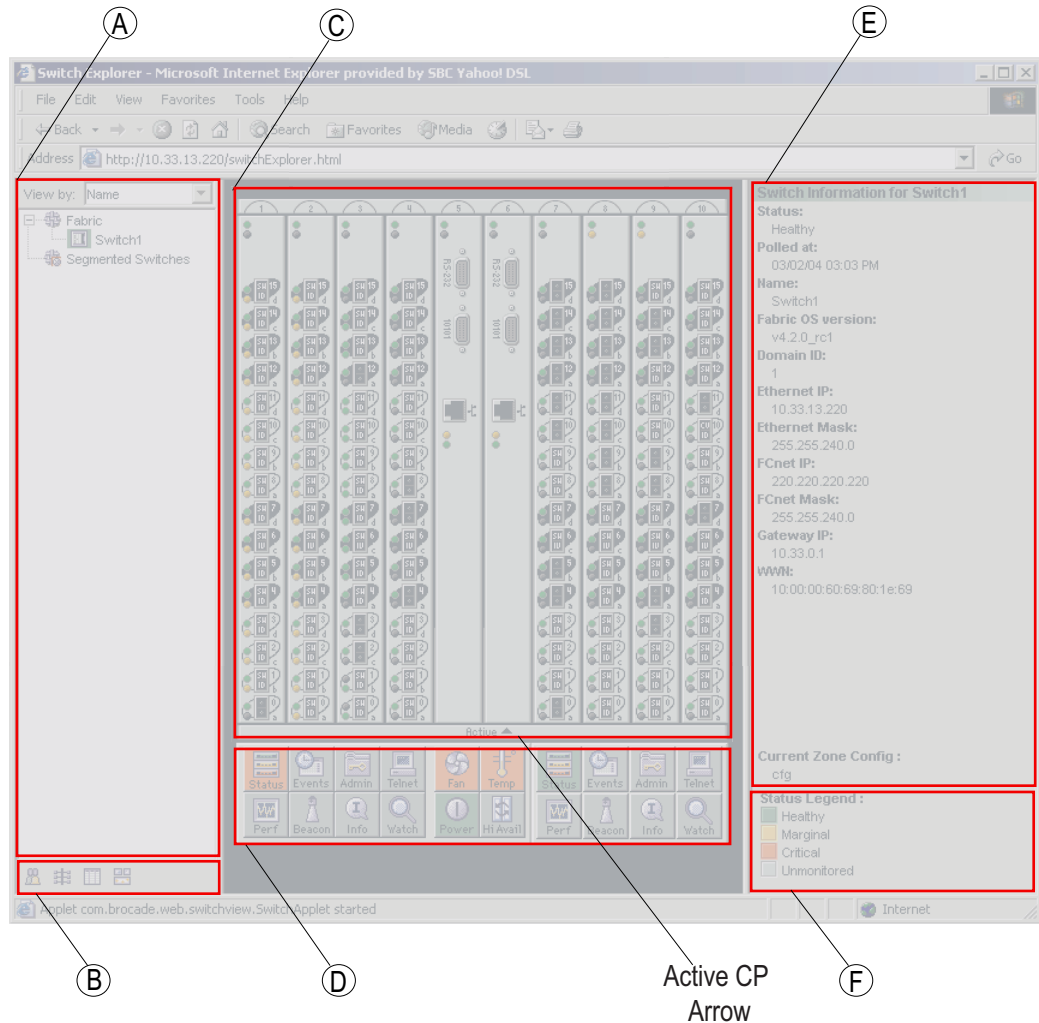 A
C
E
Switch Explorer - Microsoft Internet Explorer provided by SBC Yahoo! DSL
File Edit View Favorites Tools Help
Back Search Favorites Media
Address http://10.33.13.220/switchExplorer.html Go
View by: Name
Fabric
Switch1
Segmented Switches
1 2 3 4 5 6 7 8 9 10
RS-232 RS-232
10101 10101
Active
Status Events Admin Telnet Fan Temp Status Events Admin Telnet
Perf Beacon Info Watch Power Hi Avail Perf Beacon Info Watch
Switch Information for Switch1
Status:
Healthy
Polled at:
03/02/04 03:03 PM
Name:
Switch1
Fabric OS version:
v4.2.0_rc1
Domain ID:
1
Ethernet IP:
10.33.13.220
Ethernet Mask:
255.255.240.0
FCnet IP:
220.220.220.220
FCnet Mask:
255.255.240.0
Gateway IP:
10.33.0.1
WWN:
10:00:00:60:69:80:1e:69
Current Zone Config :
cfg
Status Legend :
Healthy
Marginal
Critical
Unmonitored
Applet com.brocade.web.switchview.SwitchApplet started Internet
B
D
Active CP
Arrow
F